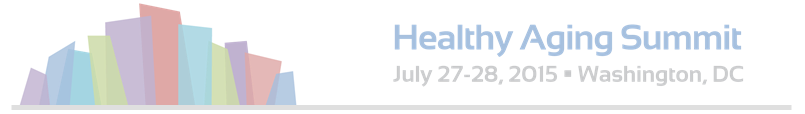 Healthy Aging Summit
July 27-28, 2015 ▪ Washington, DC